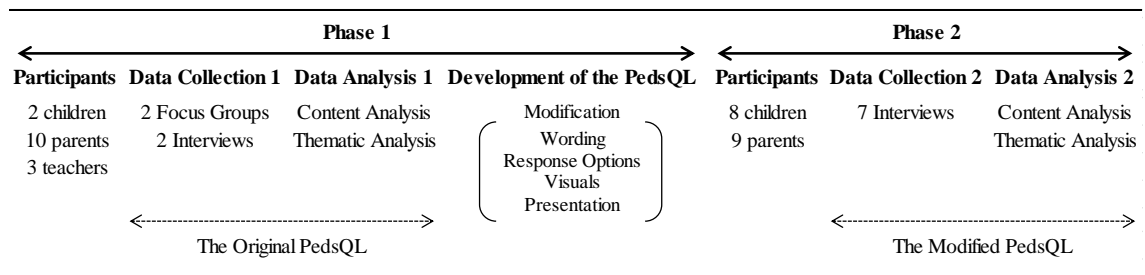 Phase 1
Phase 2
Participants Data Collection 1 Data Analysis 1 Development of the PedsQL Participants Data Collection 2 Data Analysis 2
2 children 2 Focus Groups Content Analysis Modification 8 children 7 Interviews Content Analysis
10 parents 2 Interviews Thematic Analysis Wording 9 parents Thematic Analysis
3 teachers Response Options
Visuals
Presentation
The Original PedsQL The Modified PedsQL